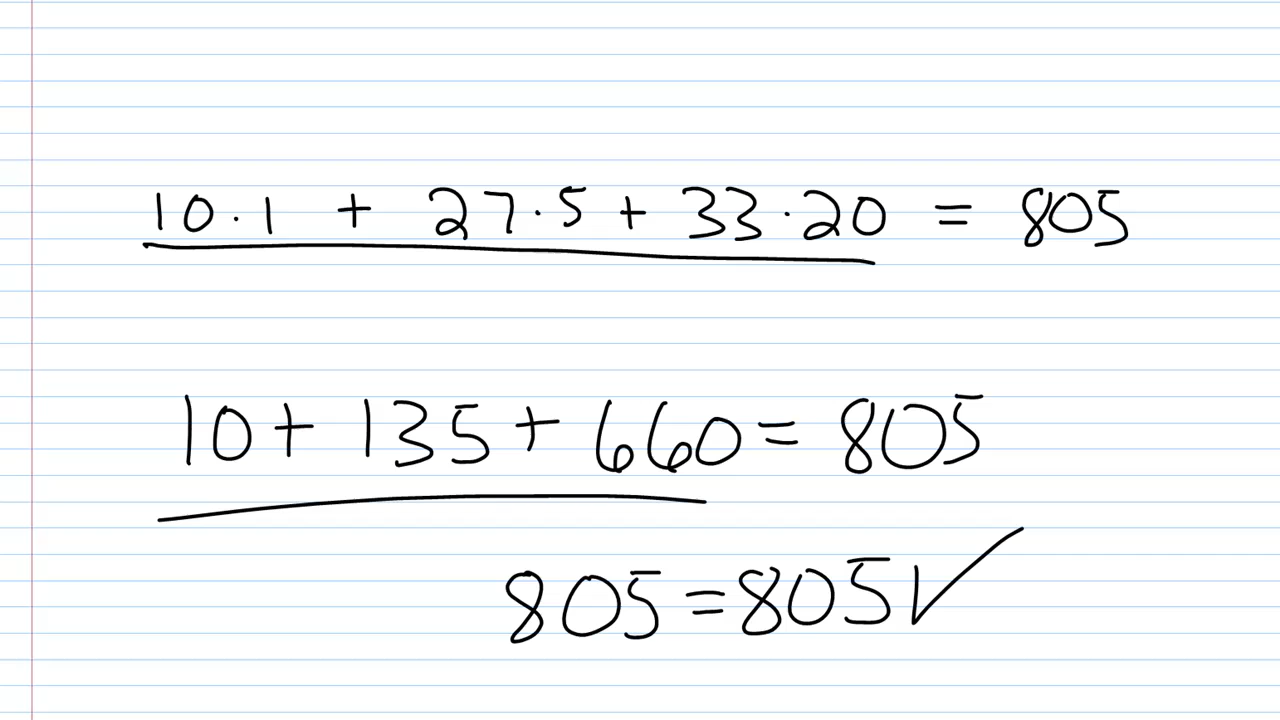 10 · 1 + 27 · 5 + 33 · 20 = 805
10 + 135 + 660 = 805
805 = 805 ✓